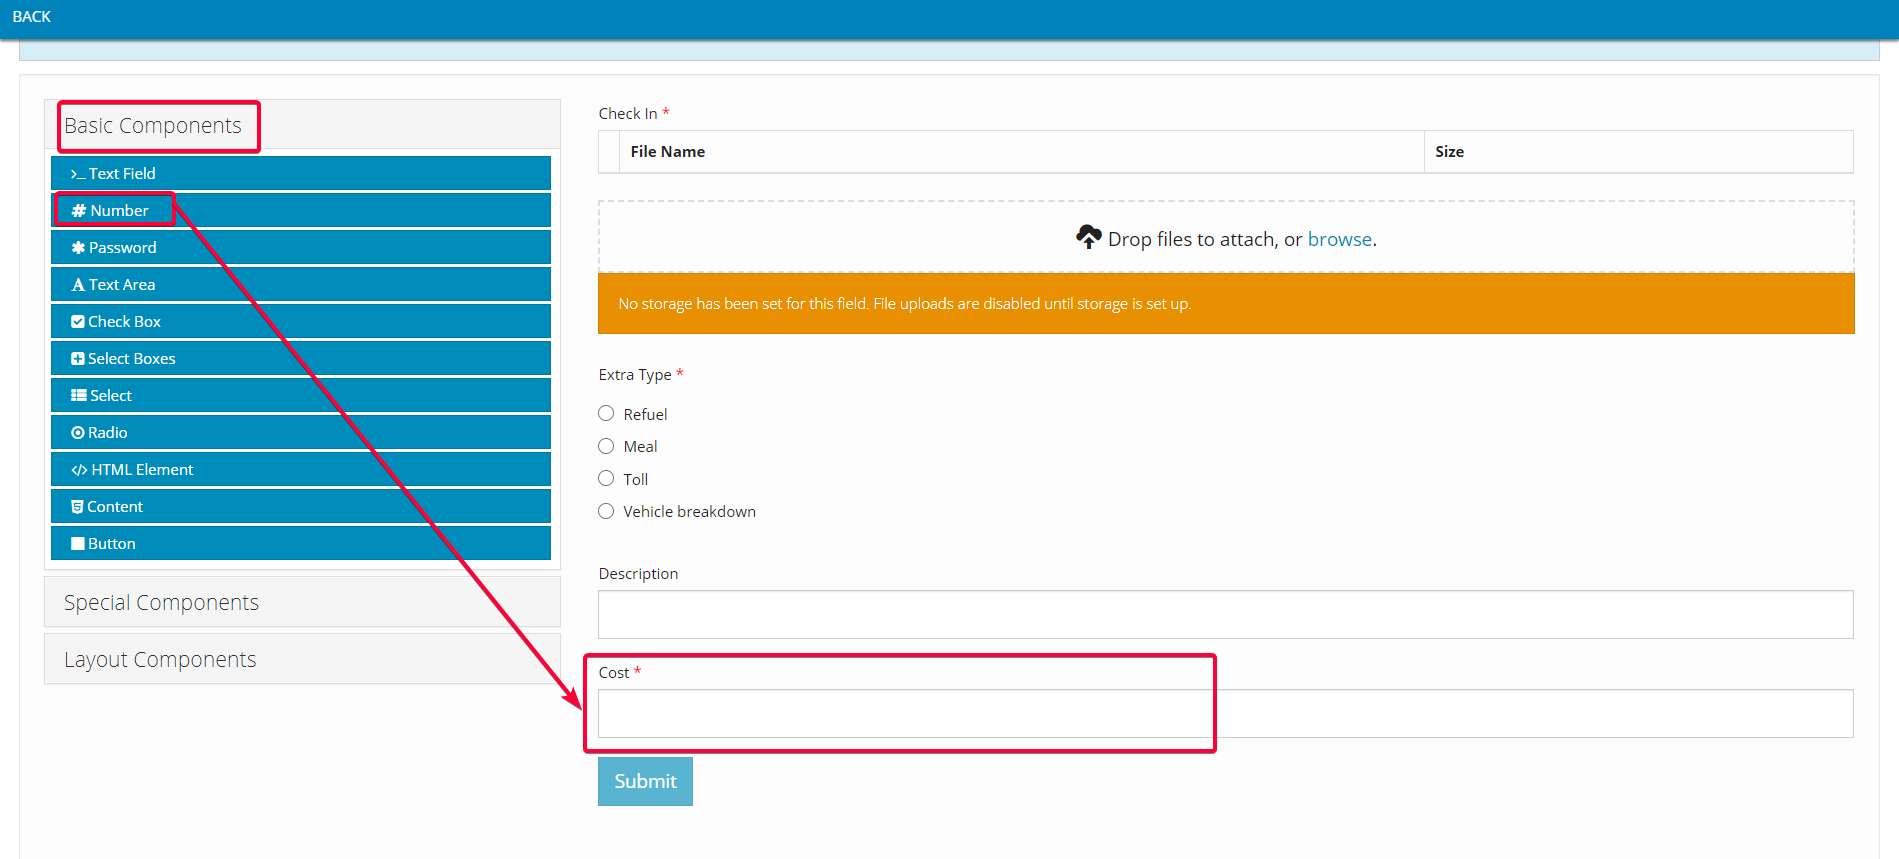 BACK
Basic Components
Text Field
Number
Password
Text Area
Check Box
Select Boxes
Select
Radio
HTML Element
Content
Button
Special Components
Layout Components
Check In *
File Name Size
Drop files to attach, or browse.
No storage has been set for this field. File uploads are disabled until storage is set up.
Extra Type *
Refuel
Meal
Toll
Vehicle breakdown
Description
Cost *
Submit